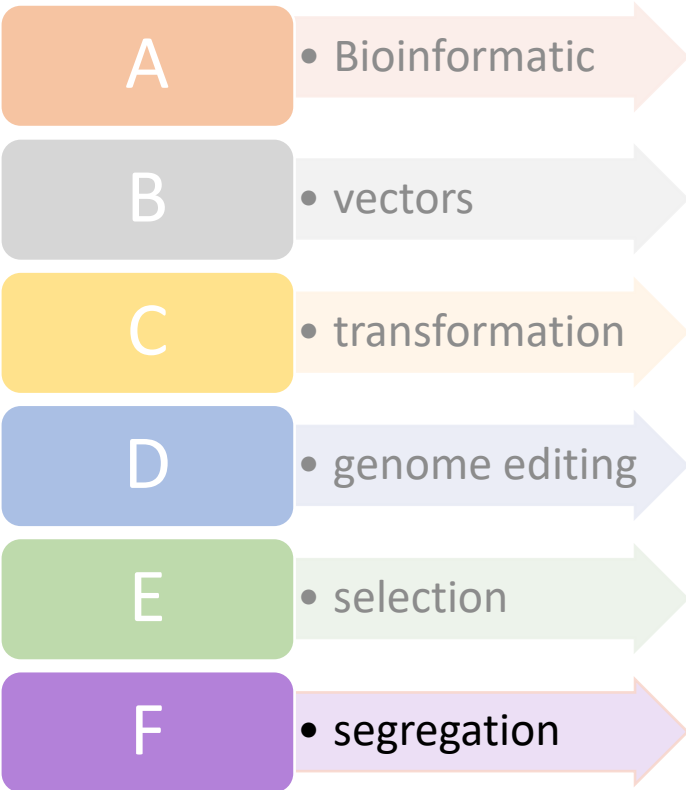 A
• Bioinformatic
B
• vectors
C
• transformation
D
• genome editing
E
• selection
F
• segregation